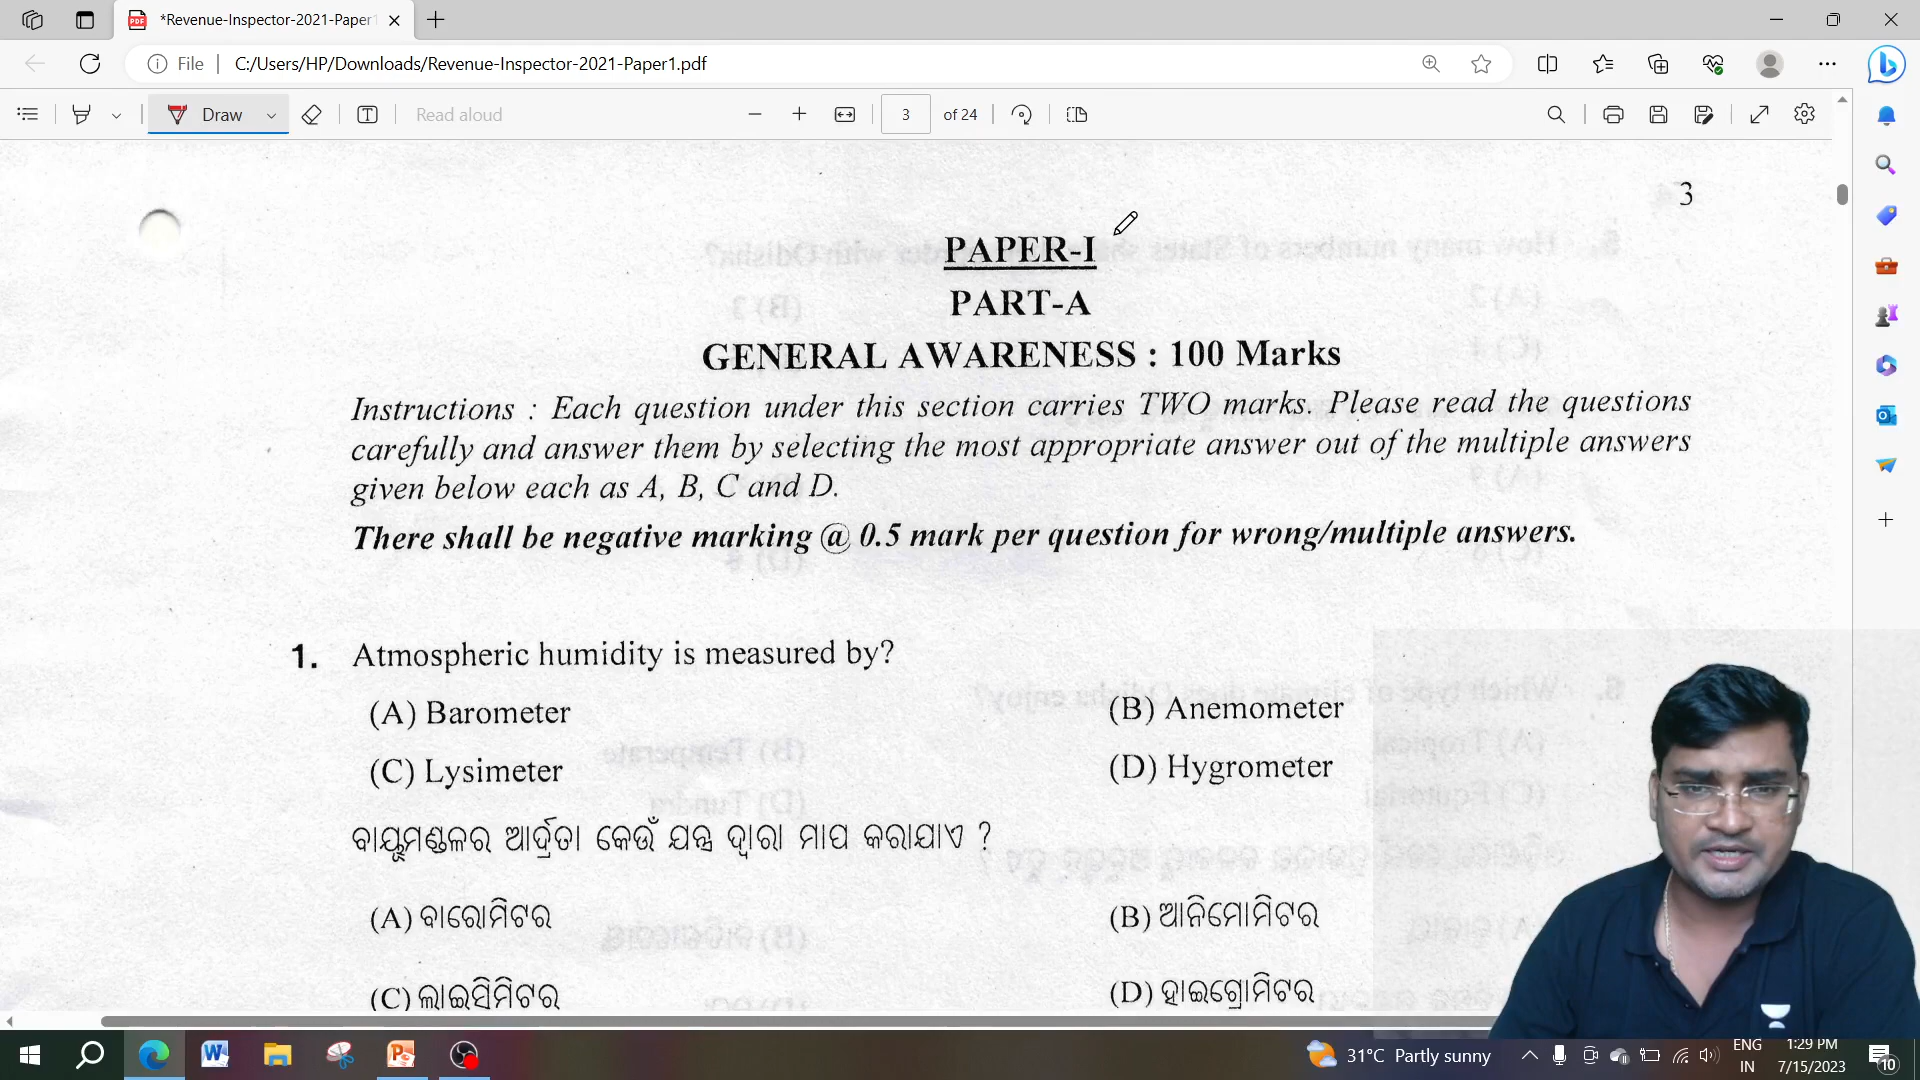 *Revenue-Inspector-2021-Paper1
File C:/Users/HP/Downloads/Revenue-Inspector-2021-Paper1.pdf
Draw Read aloud 3 of 24
3
PAPER-I
PART-A
GENERAL AWARENESS : 100 Marks
Instructions : Each question under this section carries TWO marks. Please read the questions
carefully and answer them by selecting the most appropriate answer out of the multiple answers
given below each as A, B, C and D.
There shall be negative marking @ 0.5 mark per question for wrong/multiple answers.
1. Atmospheric humidity is measured by?
(A) Barometer (B) Anemometer
(C) Lysimeter (D) Hygrometer
ବାୟୁମଣ୍ଡଳର ଆର୍ଦ୍ରତା କେଉଁ ଯନ୍ତ୍ର ଦ୍ୱାରା ମାପ କରାଯାଏ ?
(A) ବାରୋମିଟର (B) ଆନିମୋମିଟର
(C) ଲାଇସିମିଟର (D) ହାଇଗ୍ରୋମିଟର
31°C Partly sunny ENG IN 1:29 PM 7/15/2023 10